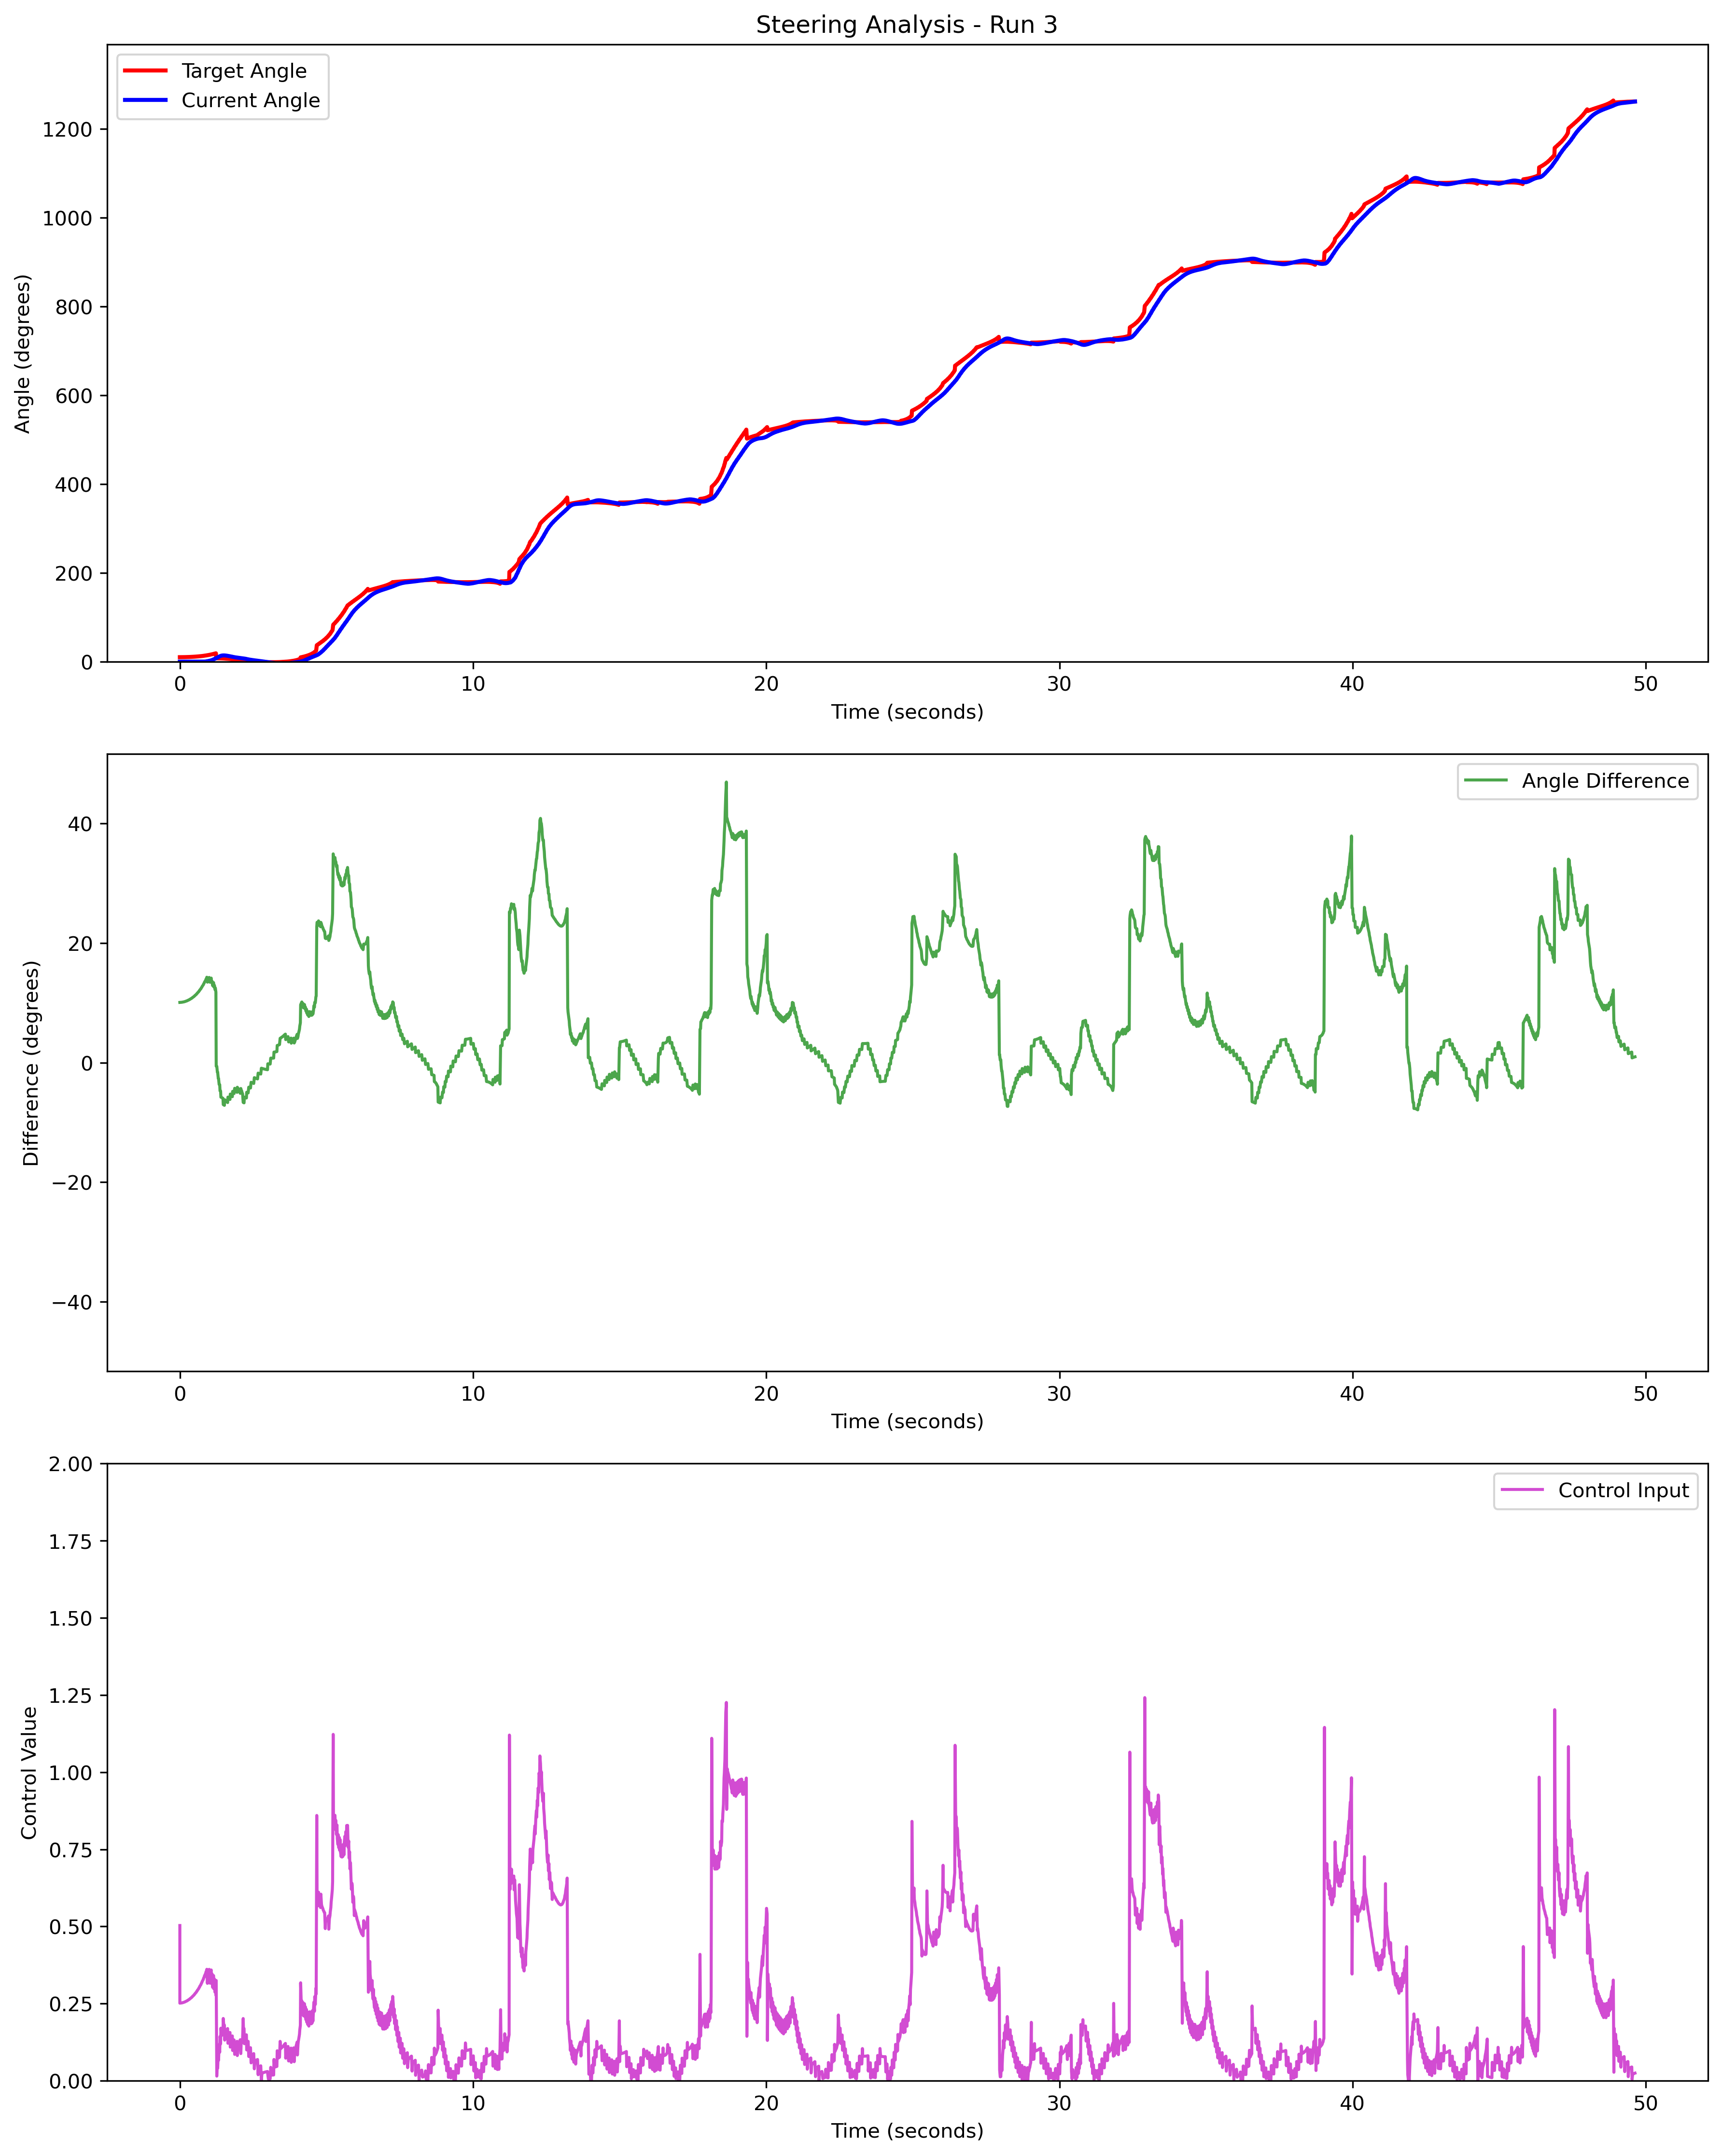 Steering Analysis - Run 3
Target Angle
Current Angle
Angle (degrees)
1200
1000
800
600
400
200
0
0 10 20 30 40 50
Time (seconds)
Angle Difference
Difference (degrees)
40
20
0
−20
−40
0 10 20 30 40 50
Time (seconds)
Control Input
Control Value
2.00
1.75
1.50
1.25
1.00
0.75
0.50
0.25
0.00
0 10 20 30 40 50
Time (seconds)